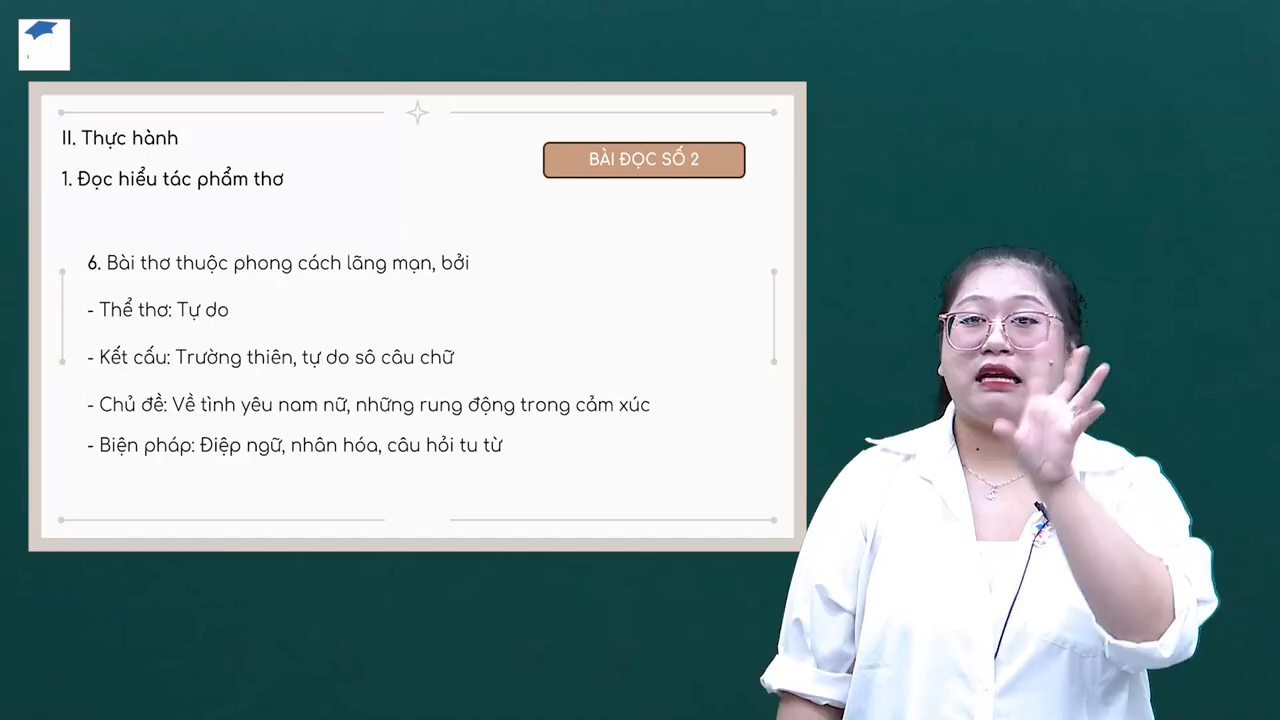 II. Thực hành
BÀI ĐỌC SỐ 2
1. Đọc hiểu tác phẩm thơ
6. Bài thơ thuộc phong cách lãng mạn, bởi
- Thể thơ: Tự do
- Kết cấu: Trường thiên, tự do sô câu chữ
- Chủ đề: Về tình yêu nam nữ, những rung động trong cảm xúc
- Biện pháp: Điệp ngữ, nhân hóa, câu hỏi tu từ